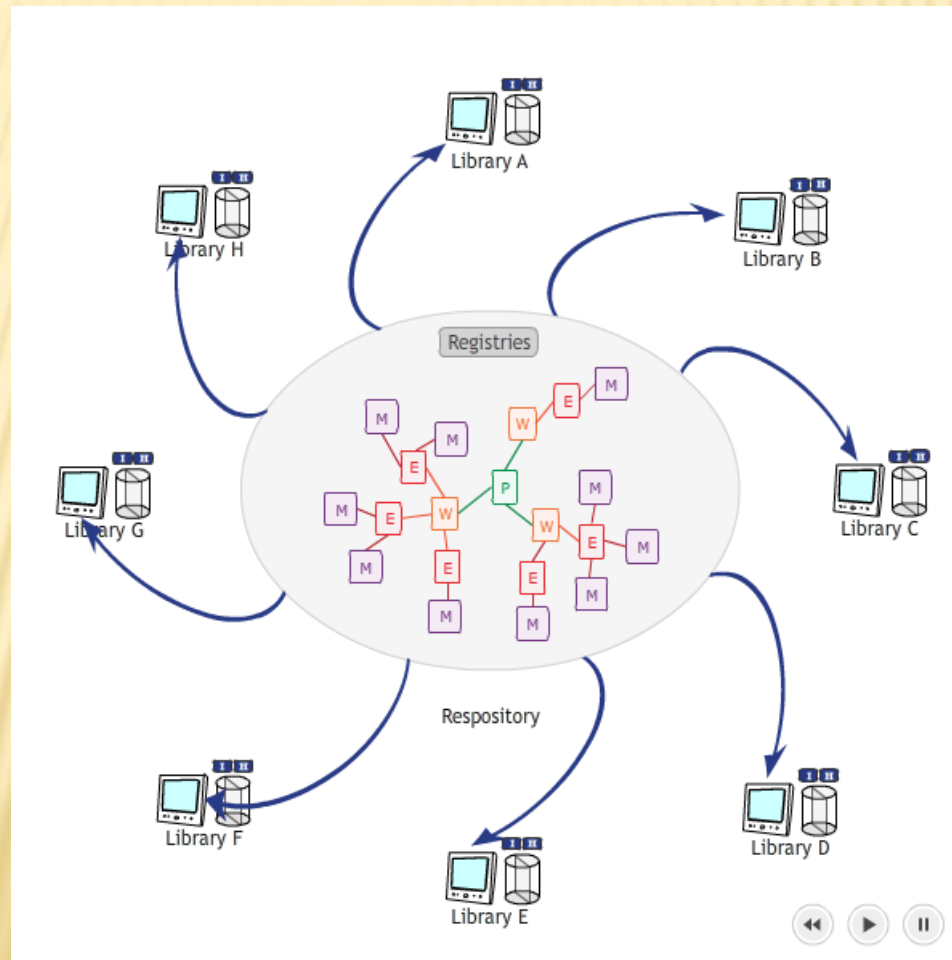 I H
Library A
I H
Library H
I H
Library B
Registries
M
E
M
W
M
M
E
I H
Library G
P
M
I H
Library C
M
E
W
W
E
M
M
E
E
M
M
M
Respository
I H
Library F
I H
Library D
I H
Library E